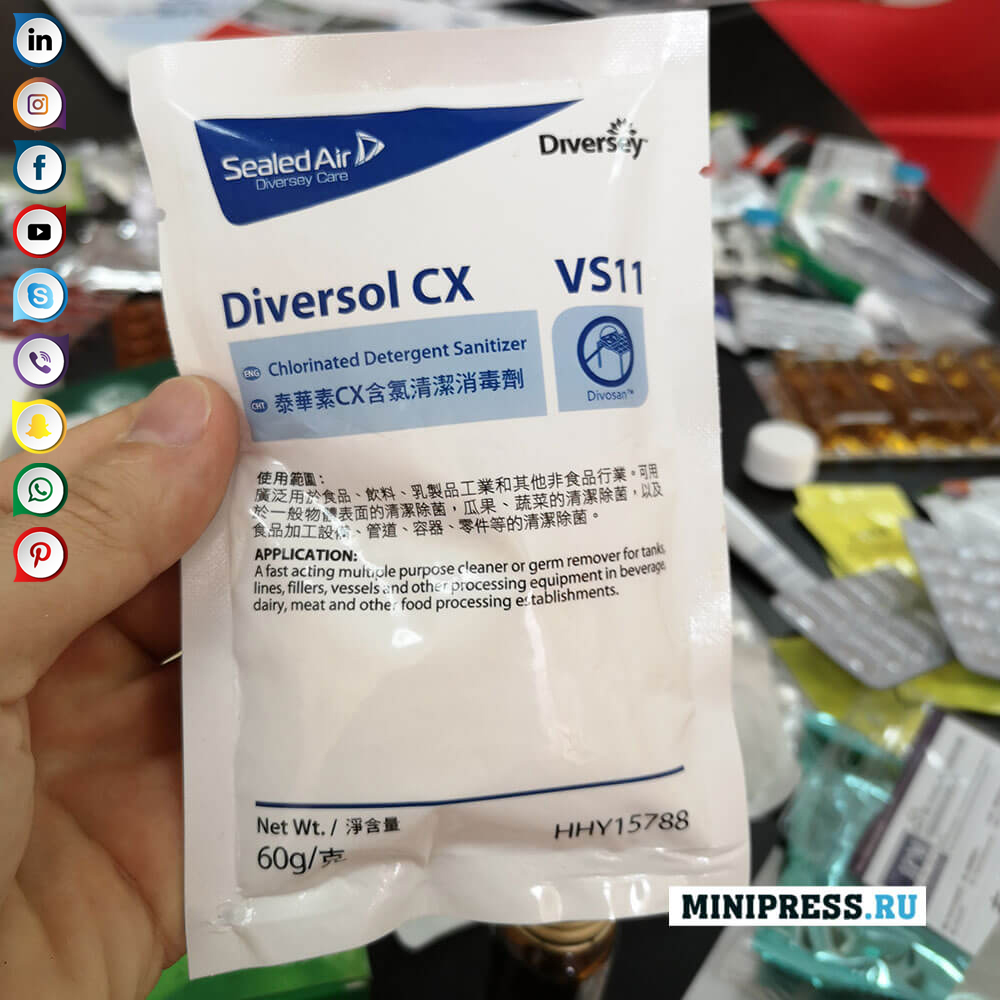 in
Sealed Air
Diversey Care
Diversey™
Diversol CX
VS11
ENG Chlorinated Detergent Sanitizer
CHT 泰華素CX含氯清潔消毒劑
Divosan™
使用範圍：
廣泛用於食品、飲料、乳製品工業和其他非食品行業。可用
於一般物體表面的清潔除菌，瓜果、蔬菜的清潔除菌，以及
食品加工設備、管道、容器、零件等的清潔除菌。
APPLICATION:
A fast acting multiple purpose cleaner or germ remover for tanks,
lines, fillers, vessels and other processing equipment in beverage,
dairy, meat and other food processing establishments.
Net Wt. / 淨含量
60g/克
HHY15788
MINIPRESS.RU